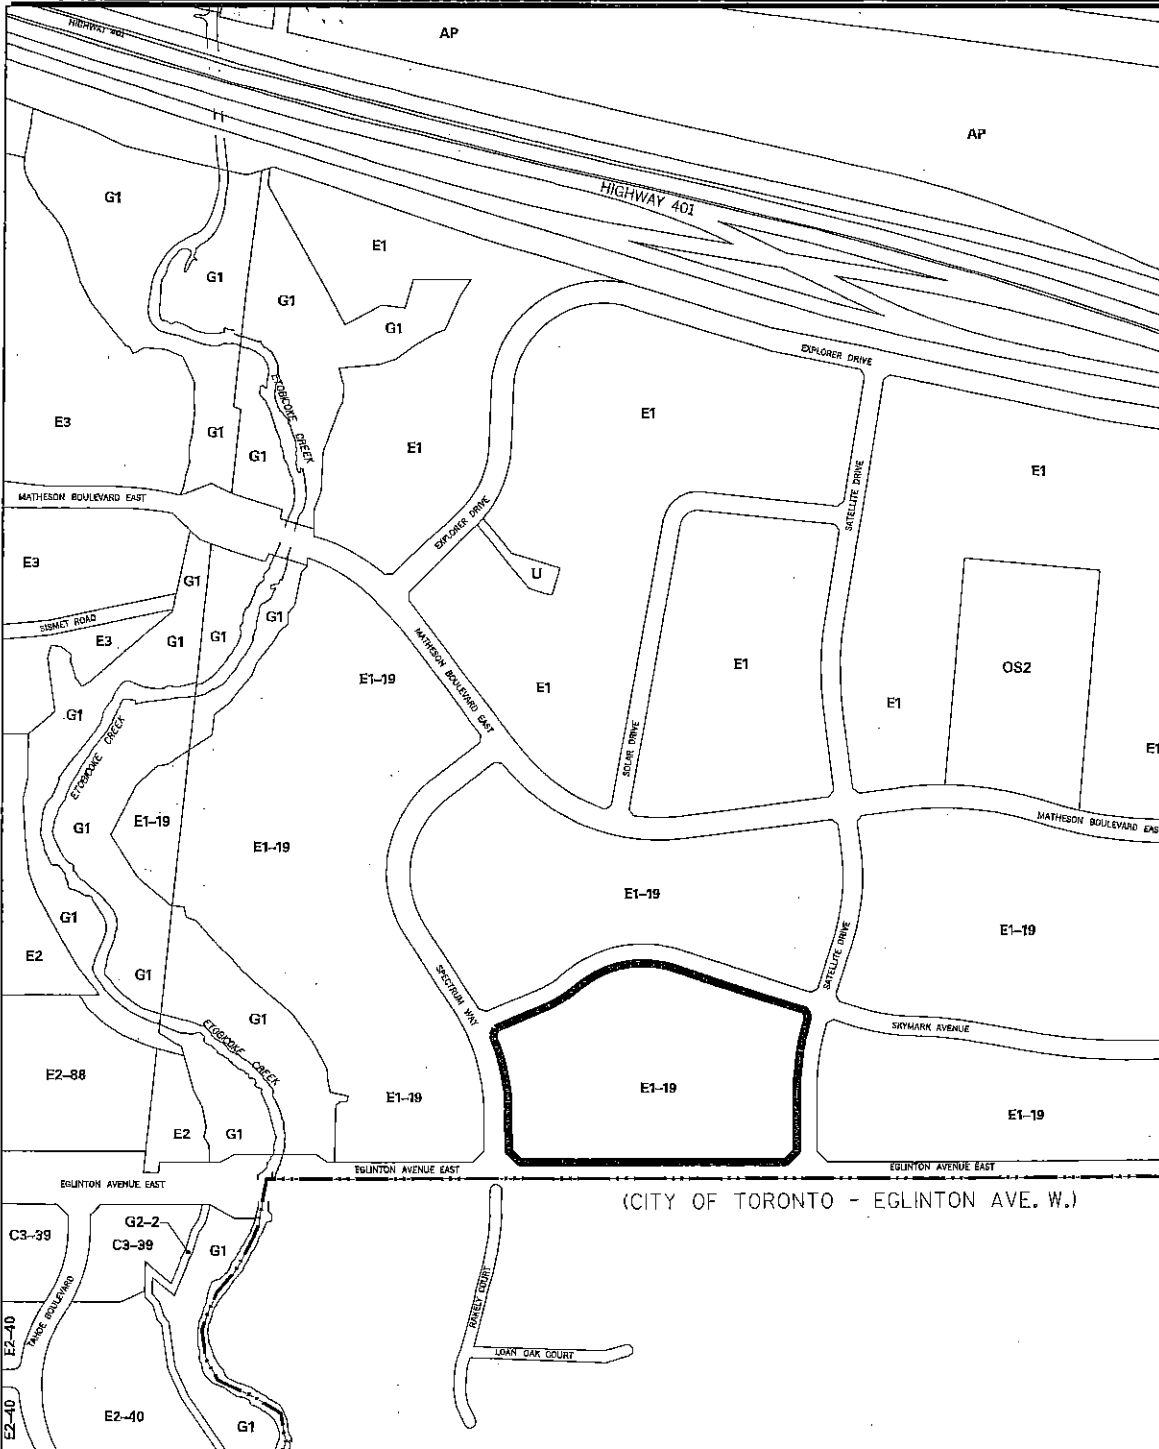 HIGHWAY 401
AP
AP
G1
HIGHWAY 401
E1
G1
G1
G1
EXPLORER DRIVE
ETOBICOKE CREEK
E3
G1
G1
E1
E1
E1
SATELLITE DRIVE
MATHESON BOULEVARD EAST
EXPLORER DRIVE
E3
G1
U
SISMET ROAD
E3
G1
G1
G1
E1-19
MATHESON BOULEVARD EAST
E1
E1
OS2
E1
G1
ETOBICOKE CREEK
SOLAR DRIVE
E1
G1
E1-19
E1-19
MATHESON BOULEVARD EAS
E1-19
G1
E1-19
E2
G1
SPECTRUM WAY
SATELLITE DRIVE
G1
ETOBICOKE CREEK
SKYMARK AVENUE
E2-88
E1-19
E1-19
E1-19
E2
G1
EGLINTON AVENUE EAST
EGLINTON AVENUE EAST
EGLINTON AVENUE EAST
(CITY OF TORONTO - EGLINTON AVE. W.)
C3-39
G2-2
C3-39
G1
TAHOE BOULEVARD
RAKELY COURT
E2-40
LOAN OAK COURT
E2-40
E2-40
G1